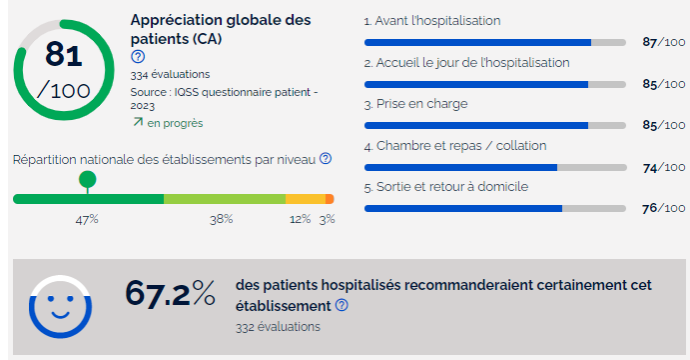 81
/100
Appréciation globale des
patients (CA)
334 évaluations
Source : IQSS questionnaire patient -
2023
en progrès
Répartition nationale des établissements par niveau
47% 38% 12% 3%
1. Avant l'hospitalisation
87/100
2. Accueil le jour de l'hospitalisation
85/100
3. Prise en charge
85/100
4. Chambre et repas / collation
74/100
5. Sortie et retour à domicile
76/100
67.2% des patients hospitalisés recommanderaient certainement cet
établissement
332 évaluations